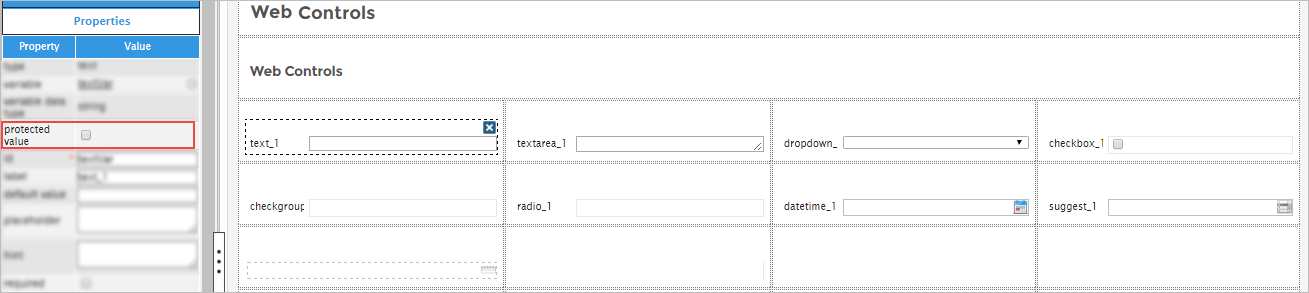 Properties
Property Value
type text
variable textVar
variable data type string
protected value
id * textVar
label text_1
default value
placeholder
hint
required
Web Controls
Web Controls
text_1 textarea_1 dropdown_ checkbox_1
checkgroup radio_1 datetime_1 suggest_1